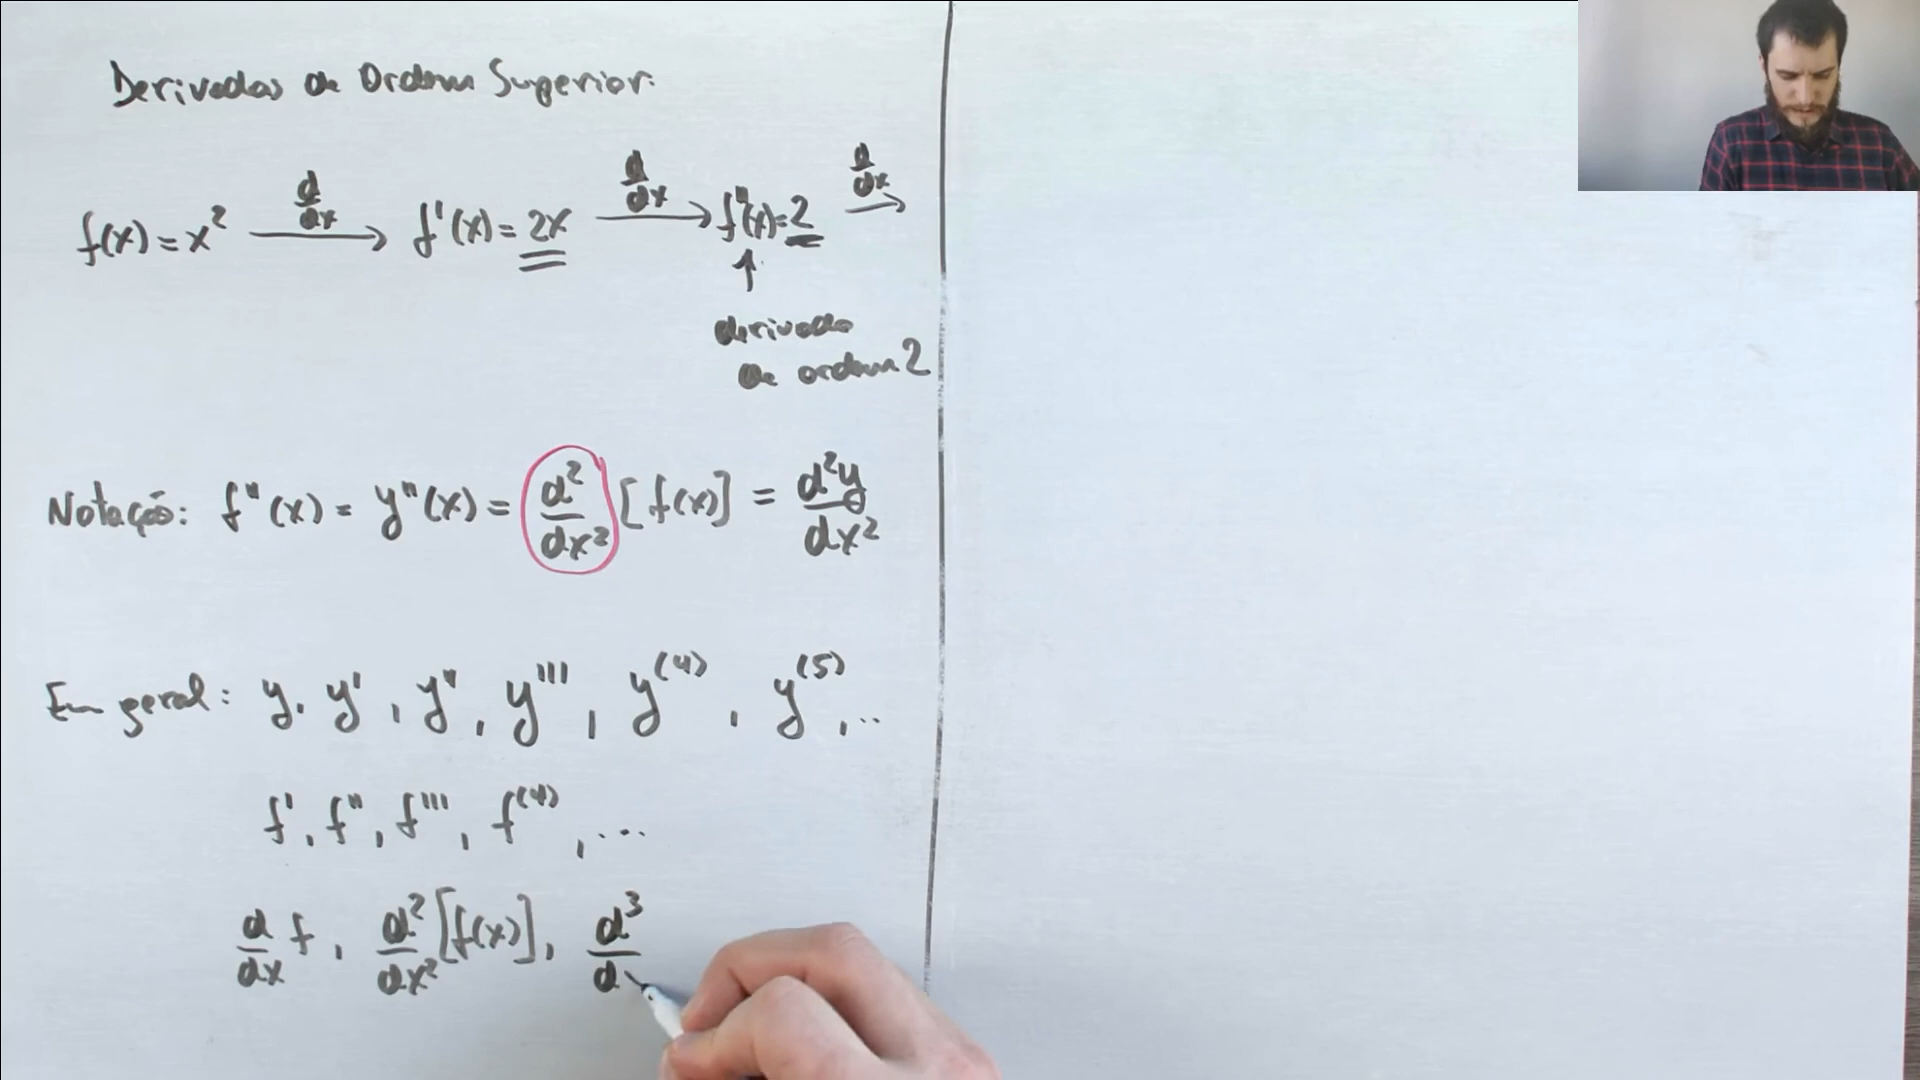 Derivadas de Ordem Superior.
f(x) = x² d/dx → f'(x) = 2x d/dx → f''(x) = 2 d/dx →
↑
derivada
de ordem 2
Notação: f''(x) = y''(x) = d²/dx² [f(x)] = d²y/dx²
Em geral: y, y', y'', y''', y⁽⁴⁾, y⁽⁵⁾, ..
f', f'', f''', f⁽⁴⁾, ...
d/dx f, d²/dx² [f(x)], d³/dx